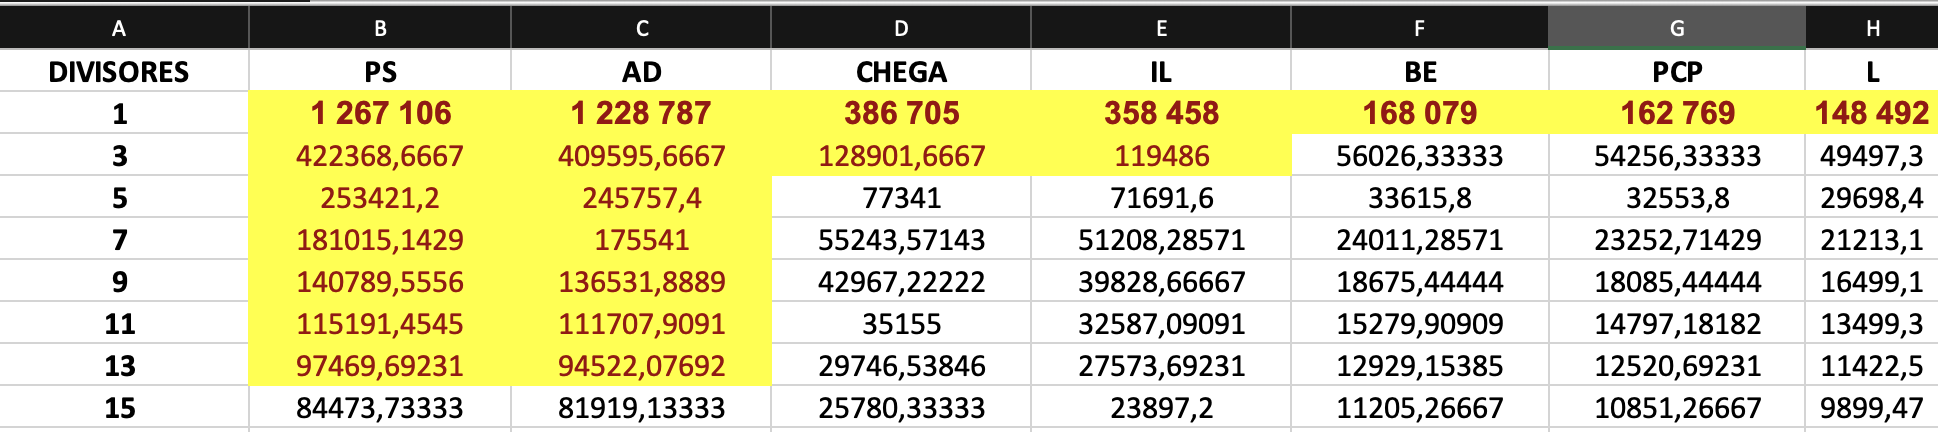 A B C D E F G H
DIVISORES PS AD CHEGA IL BE PCP L
1 1 267 106 1 228 787 386 705 358 458 168 079 162 769 148 492
3 422368,6667 409595,6667 128901,6667 119486 56026,33333 54256,33333 49497,3
5 253421,2 245757,4 77341 71691,6 33615,8 32553,8 29698,4
7 181015,1429 175541 55243,57143 51208,28571 24011,28571 23252,71429 21213,1
9 140789,5556 136531,8889 42967,22222 39828,66667 18675,44444 18085,44444 16499,1
11 115191,4545 111707,9091 35155 32587,09091 15279,90909 14797,18182 13499,3
13 97469,69231 94522,07692 29746,53846 27573,69231 12929,15385 12520,69231 11422,5
15 84473,73333 81919,13333 25780,33333 23897,2 11205,26667 10851,26667 9899,47